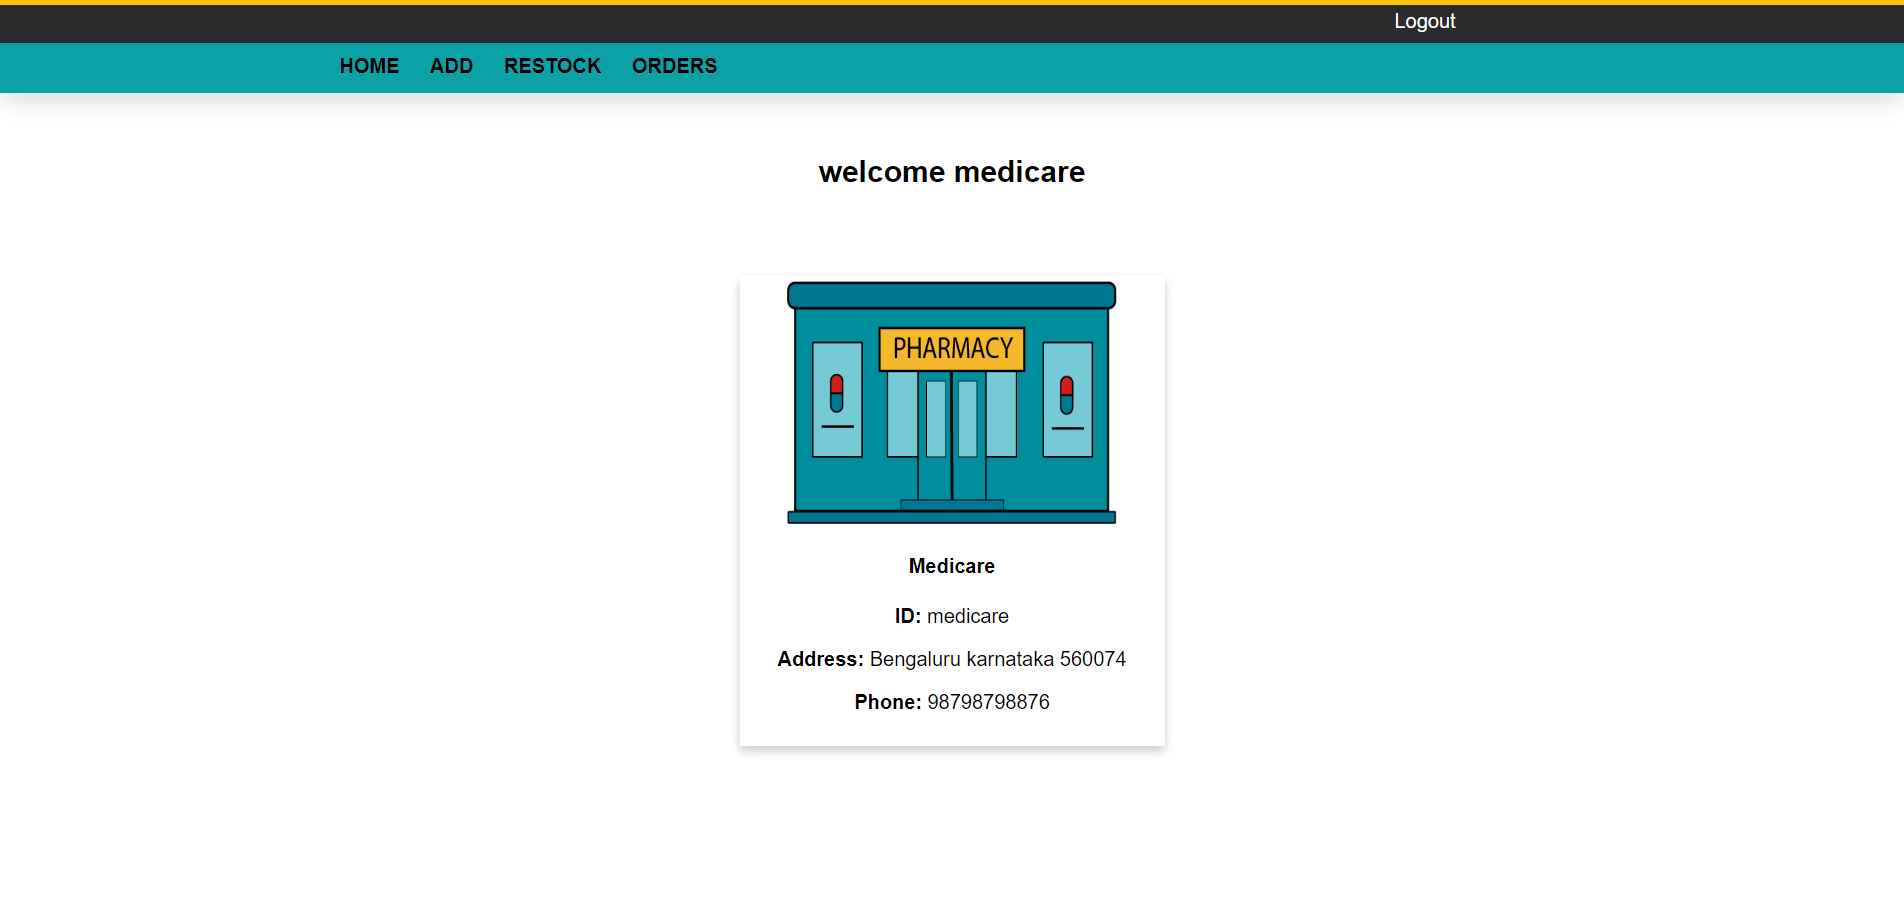 Logout
HOME ADD RESTOCK ORDERS
welcome medicare
PHARMACY
Medicare
ID: medicare
Address: Bengaluru karnataka 560074
Phone: 98798798876